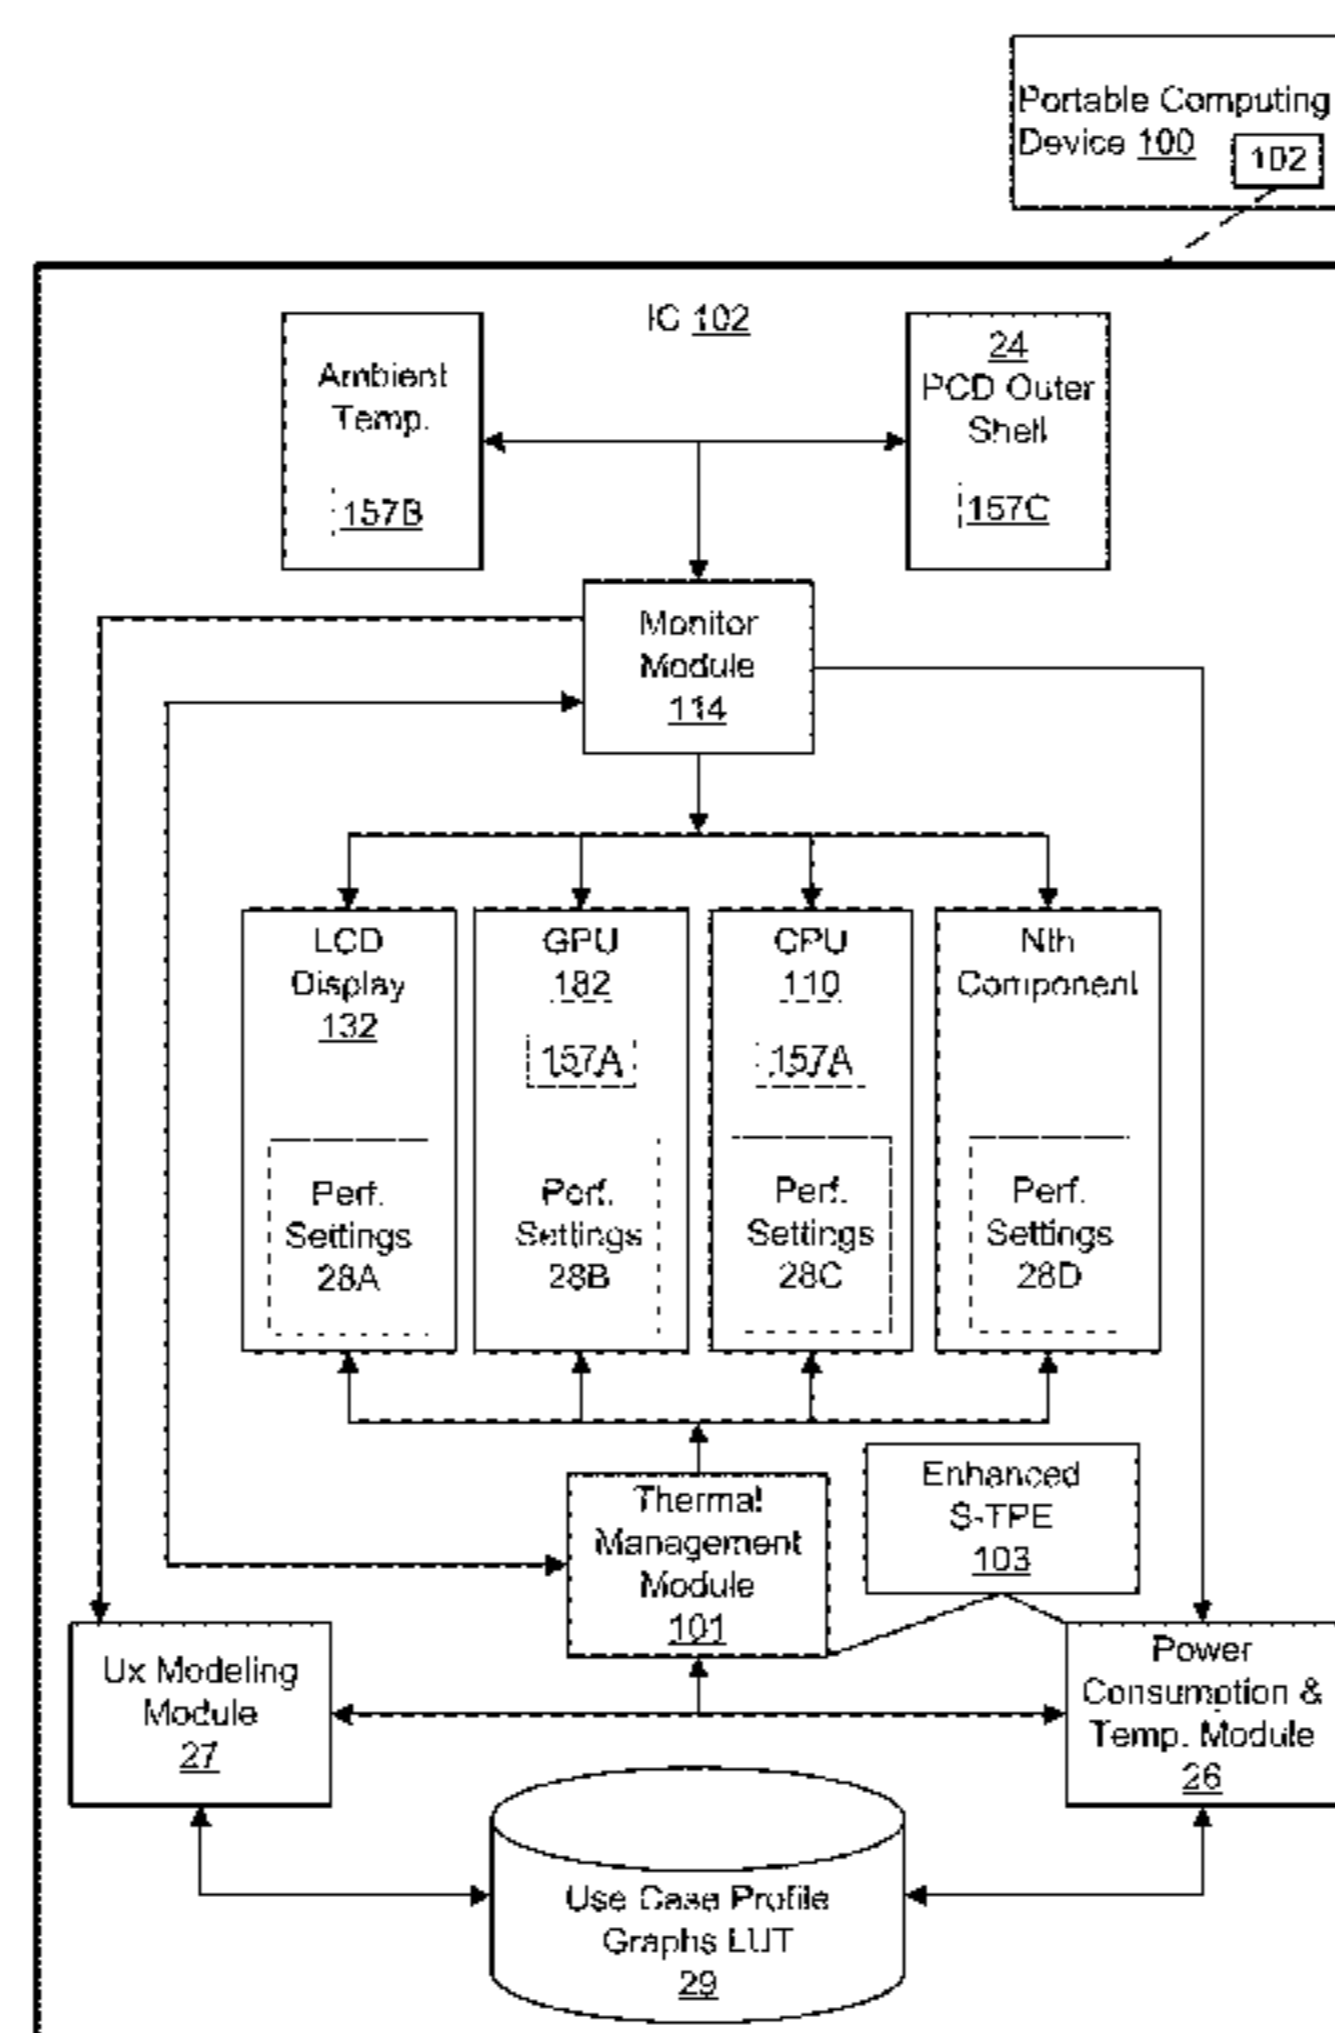 Portable Computing
Device 100
102
IC 102
Ambient
Temp.
157B
24
PCD Outer
Shell
157C
Monitor
Module
114
LCD
Display
132
Perf.
Settings
28A
GPU
182
157A
Perf.
Settings
28B
CPU
110
157A
Perf.
Settings
28C
Nth
Component
Perf.
Settings
28D
Thermal
Management
Module
101
Enhanced
S-TPE
103
Ux Modeling
Module
27
Power
Consumption &
Temp. Module
26
Use Case Profile
Graphs LUT
29